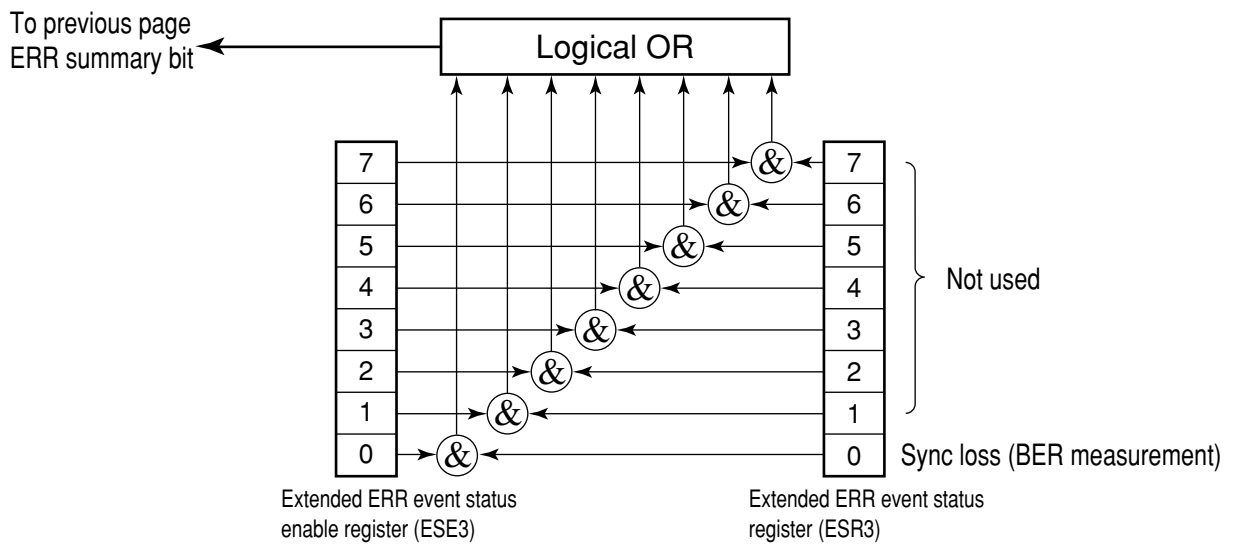 To previous page
ERR summary bit
Logical OR
7 & 7
6 & 6
5 & 5
4 & 4
3 & 3
2 & 2
1 & 1
0 & 0
Not used
Sync loss (BER measurement)
Extended ERR event status
enable register (ESE3)
Extended ERR event status
register (ESR3)